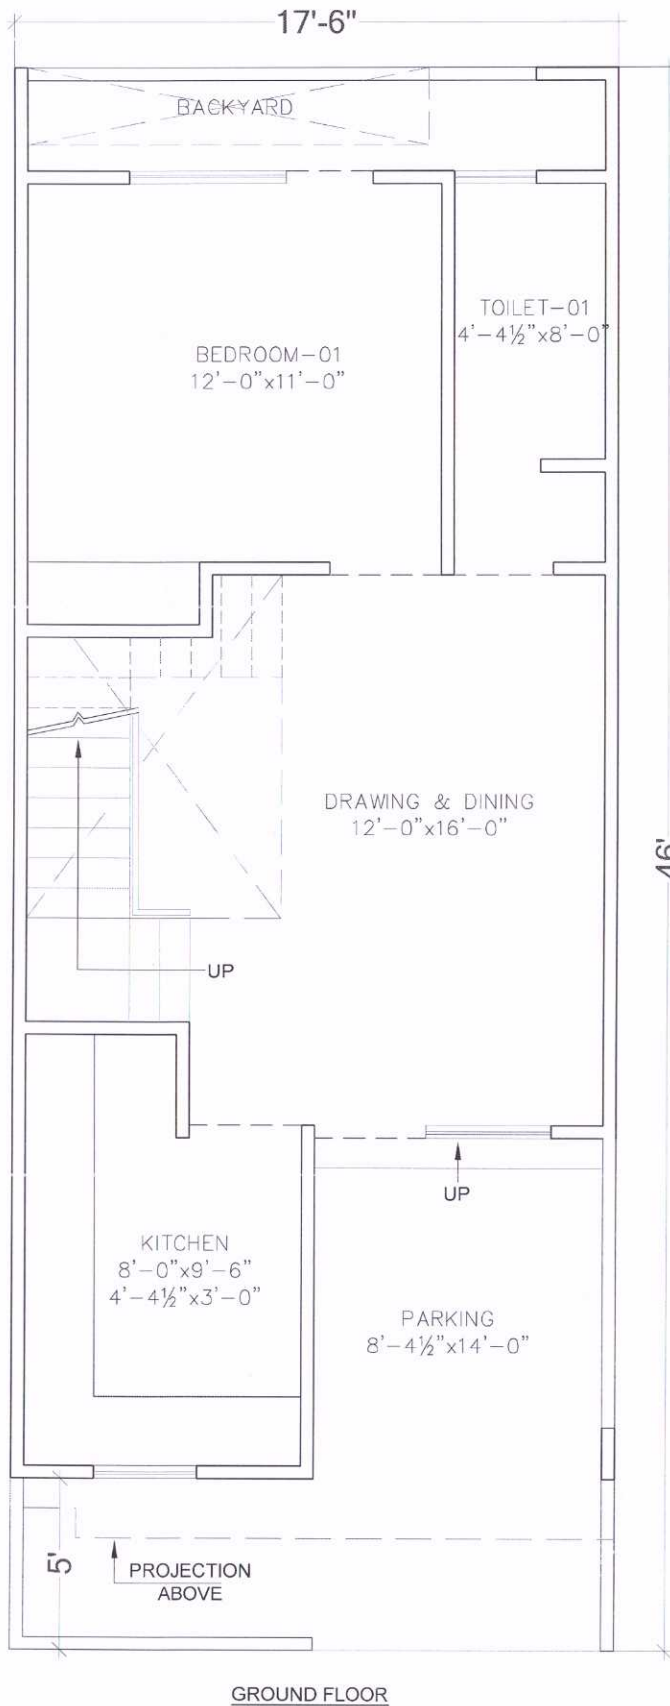 17'-6"
BACKYARD
TOILET-01
4'-4½"x8'-0"
BEDROOM-01
12'-0"x11'-0"
DRAWING & DINING
12'-0"x16'-0"
46'
UP
UP
KITCHEN
8'-0"x9'-6"
4'-4½"x3'-0"
PARKING
8'-4½"x14'-0"
5'
PROJECTION
ABOVE
GROUND FLOOR